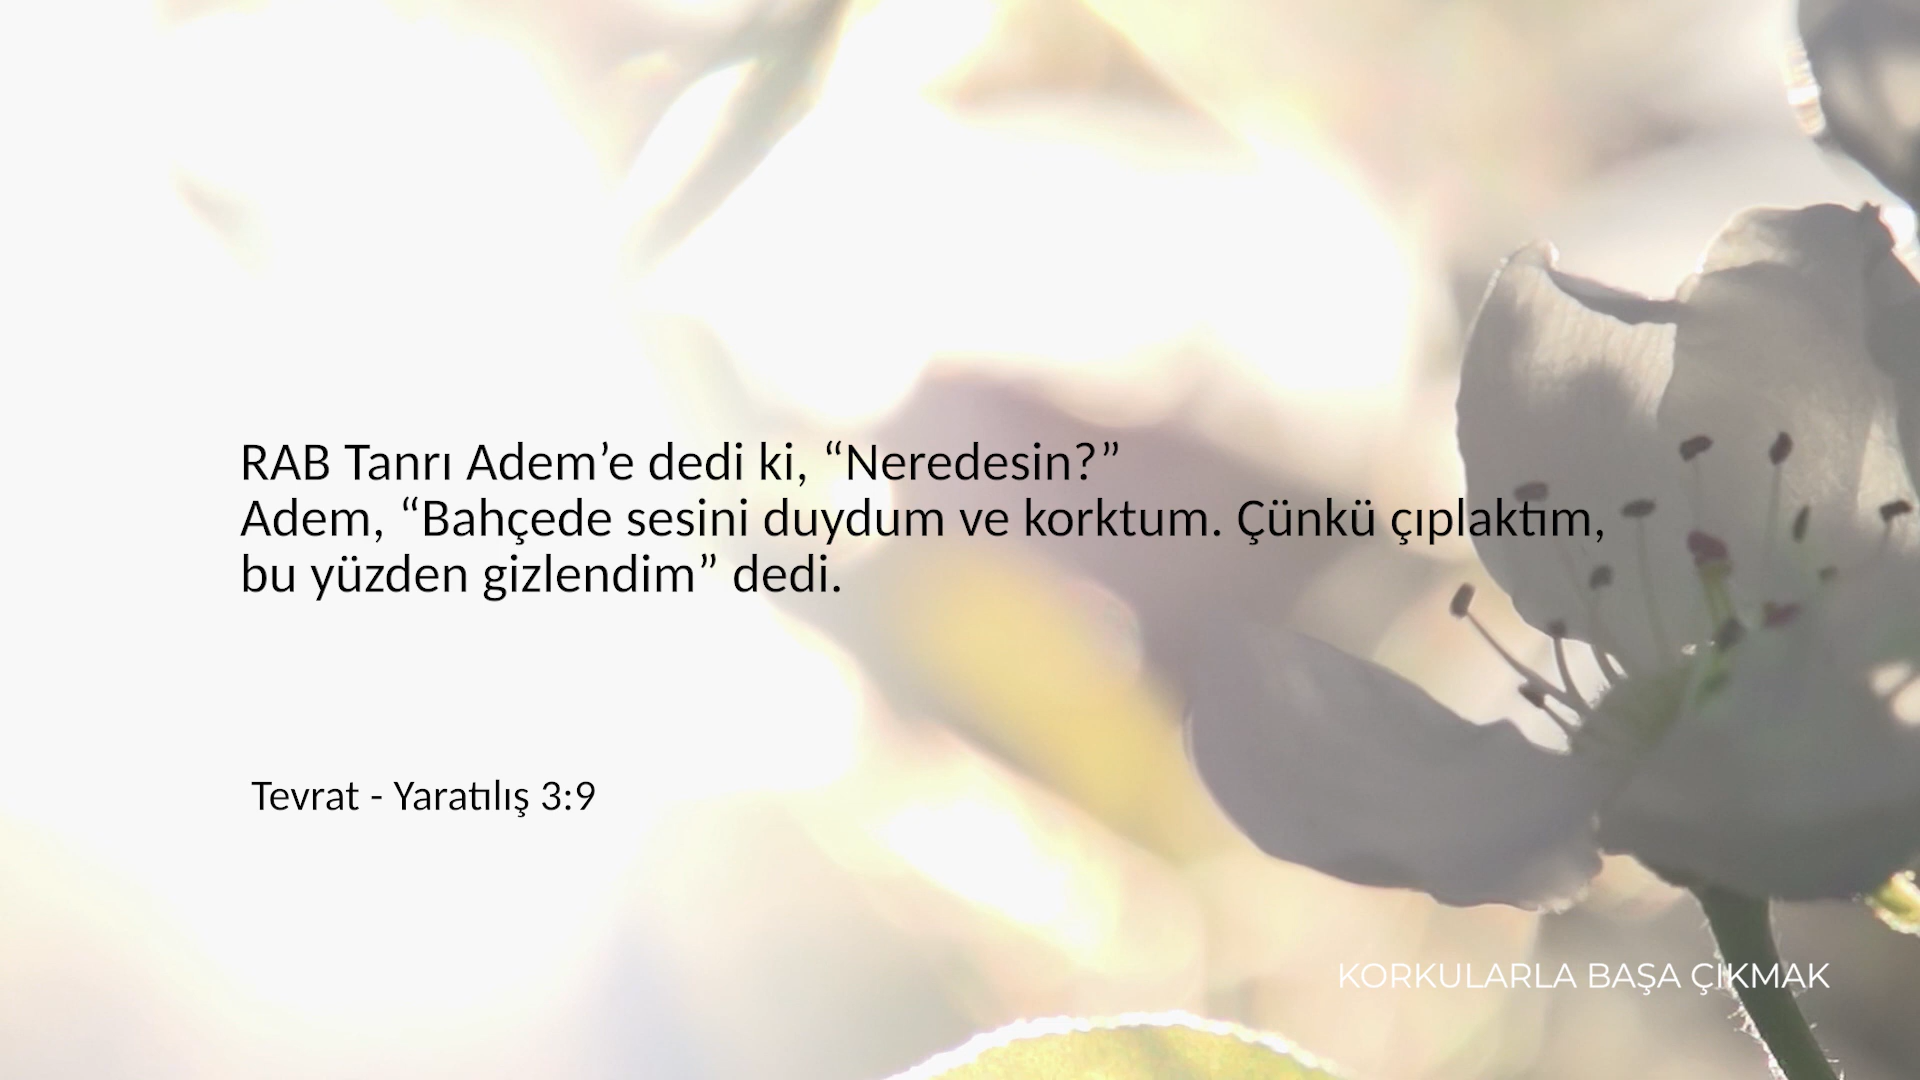 RAB Tanrı Adem’e dedi ki, “Neredesin?”
Adem, “Bahçede sesini duydum ve korktum. Çünkü çıplaktım,
bu yüzden gizlendim” dedi.
Tevrat - Yaratılış 3:9
KORKULARLA BAŞA ÇIKMAK